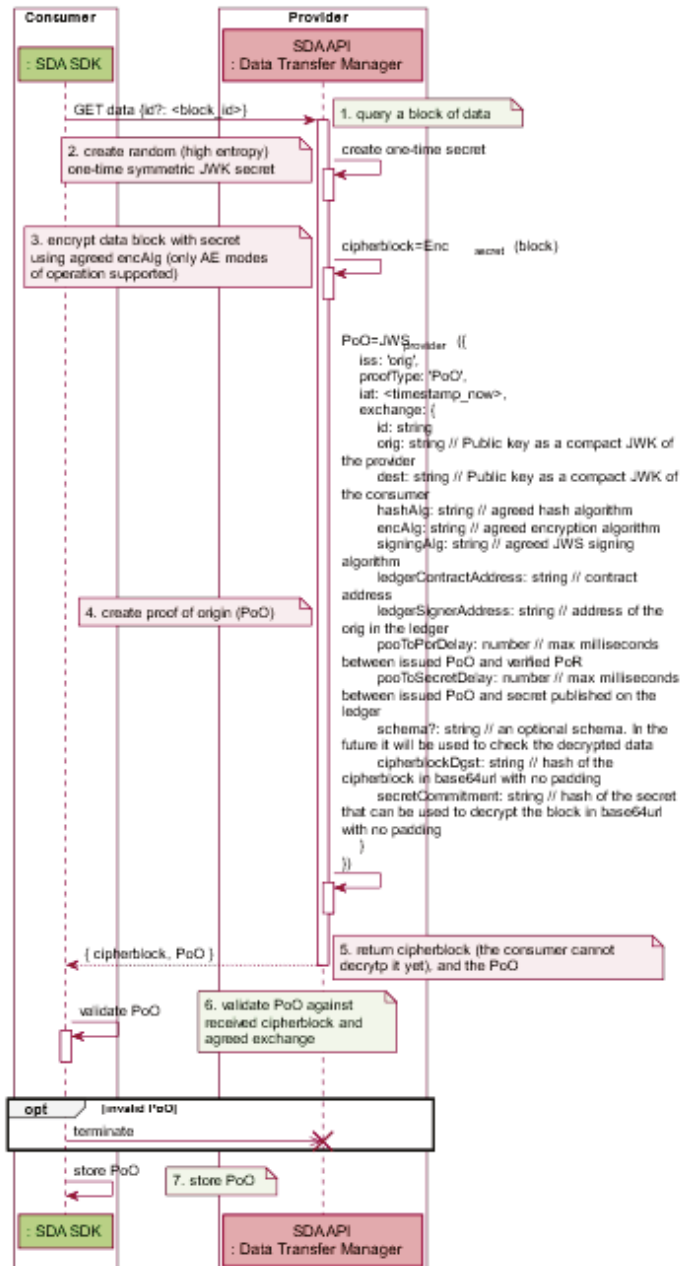 Consumer
Provider
: SDA SDK
SDA API
: Data Transfer Manager
GET data {id?: <block_id>}
1. query a block of data
2. create random (high entropy)
one-time symmetric JWK secret
create one-time secret
3. encrypt data block with secret
using agreed encAlg (only AE modes
of operation supported)
cipherblock=Enc secret (block)
PoO=JWS provider ({
iss: 'orig',
proofType: 'PoO',
iat: <timestamp_now>,
exchange: {
id: string
orig: string // Public key as a compact JWK of
the provider
dest: string // Public key as a compact JWK of
the consumer
hashAlg: string // agreed hash algorithm
encAlg: string // agreed encryption algorithm
signingAlg: string // agreed JWS signing
algorithm
ledgerContractAddress: string // contract
address
ledgerSignerAddress: string // address of the
orig in the ledger
pooToPorDelay: number // max milliseconds
between issued PoO and verified PoR
pooToSecretDelay: number // max milliseconds
between issued PoO and secret published on the
ledger
schema?: string // an optional schema. In the
future it will be used to check the decrypted data
cipherblockDgst: string // hash of the
cipherblock in base64url with no padding
secretCommitment: string // hash of the secret
that can be used to decrypt the block in base64url
with no padding
}
})
4. create proof of origin (PoO)
{ cipherblock, PoO }
5. return cipherblock (the consumer cannot
decrytp it yet), and the PoO
validate PoO
6. validate PoO against
received cipherblock and
agreed exchange
opt
[invalid PoO]
terminate
store PoO
7. store PoO
: SDA SDK
SDA API
: Data Transfer Manager